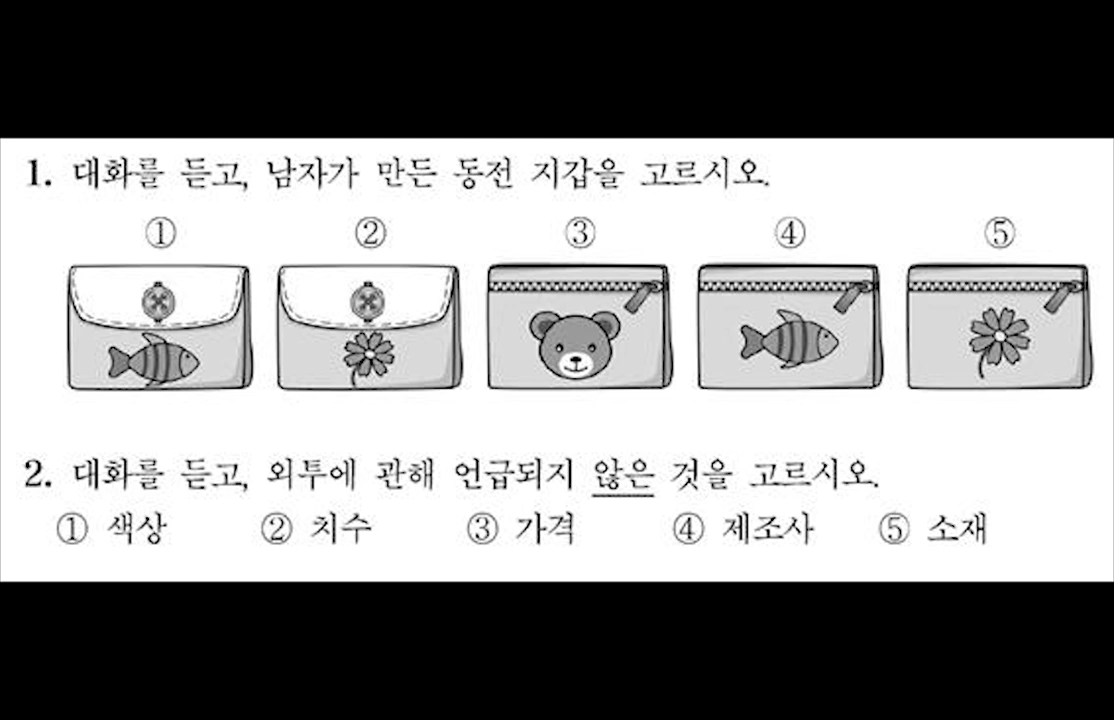 1. 대화를 듣고, 남자가 만든 동전 지갑을 고르시오.
① ② ③ ④ ⑤
2. 대화를 듣고, 외투에 관해 언급되지 않은 것을 고르시오.
① 색상 ② 치수 ③ 가격 ④ 제조사 ⑤ 소재